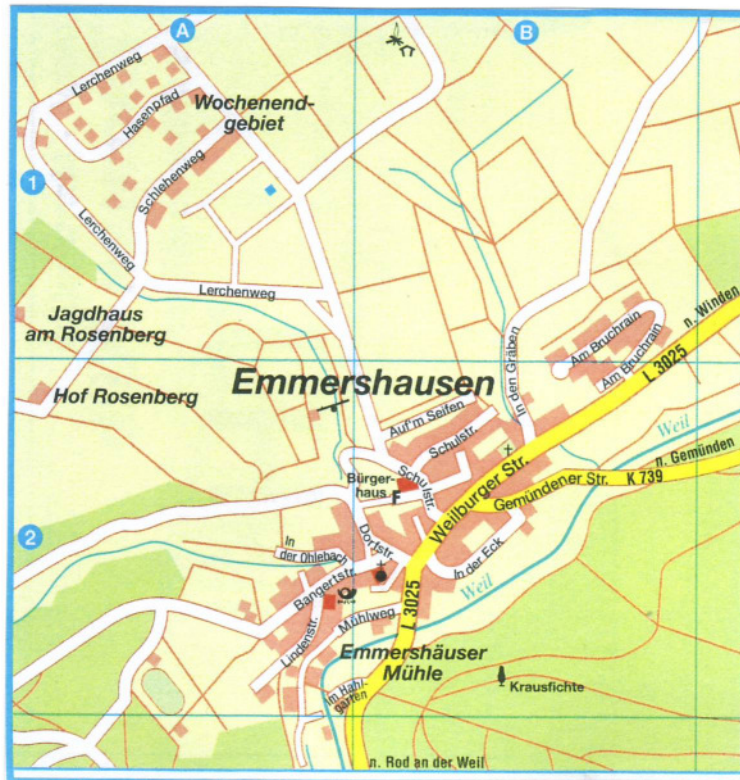 A
B
Lerchenweg
Hasenpfad
Wochenend-
gebiet
1
Schlehenweg
Lerchenweg
Lerchenweg
Jagdhaus
am Rosenberg
Hof Rosenberg
Emmershausen
In den Gräben
Am Bruchrain
Am Bruchrain
n. Winden
L 3025
Auf'm Seifen
Schulstr.
Schulstr.
Bürger-
haus
F
Weilburger Str.
Weil
n. Gemünden
Gemündener Str.
K 739
2
In
der Ohlebach
Dorfstr.
In der Eck
Bangertstr.
Weil
L 3025
Lindenstr.
Mühlweg
Emmershäuser
Mühle
Im Hahl-
garten
Krausfichte
n. Rod an der Weil